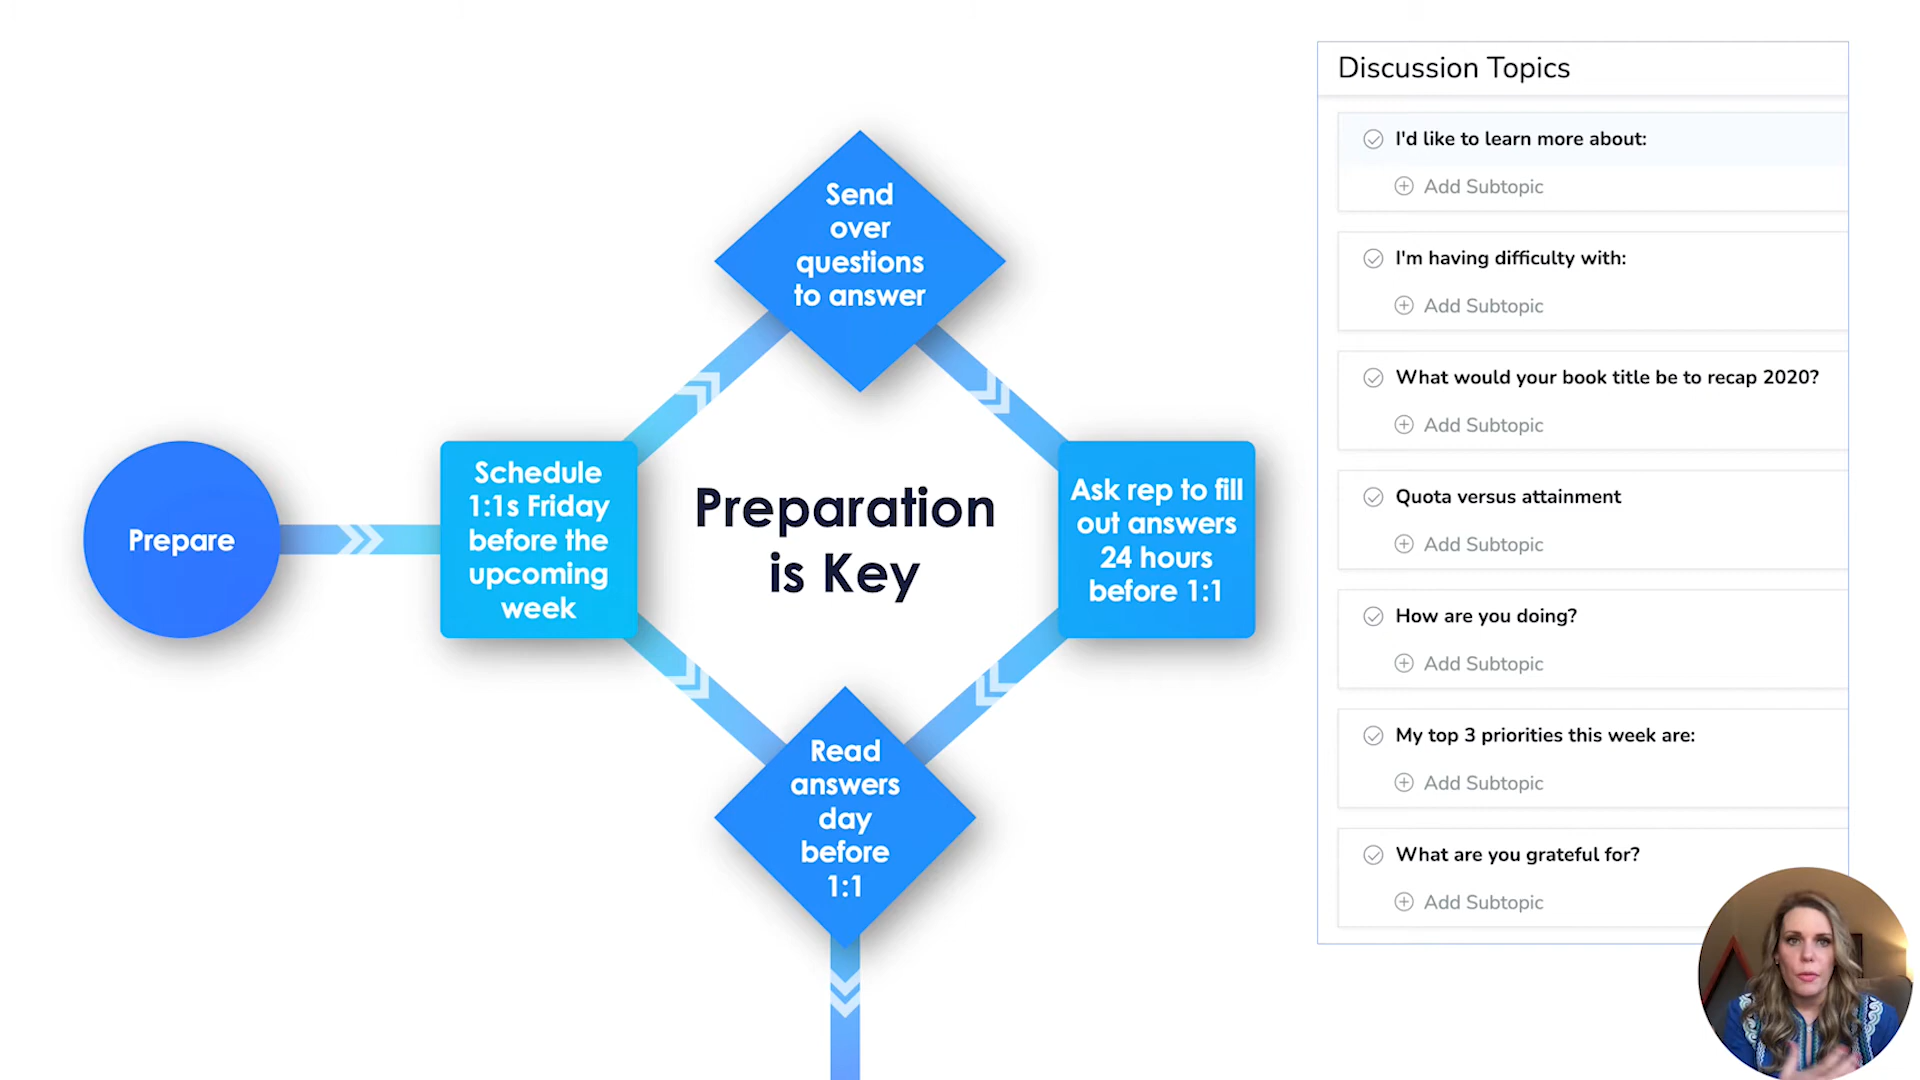 Prepare
Schedule
1:1s Friday
before the
upcoming
week
Send
over
questions
to answer
Preparation
is Key
Ask rep to fill
out answers
24 hours
before 1:1
Read
answers
day
before
1:1
Discussion Topics
I'd like to learn more about:
Add Subtopic
I'm having difficulty with:
Add Subtopic
What would your book title be to recap 2020?
Add Subtopic
Quota versus attainment
Add Subtopic
How are you doing?
Add Subtopic
My top 3 priorities this week are:
Add Subtopic
What are you grateful for?
Add Subtopic